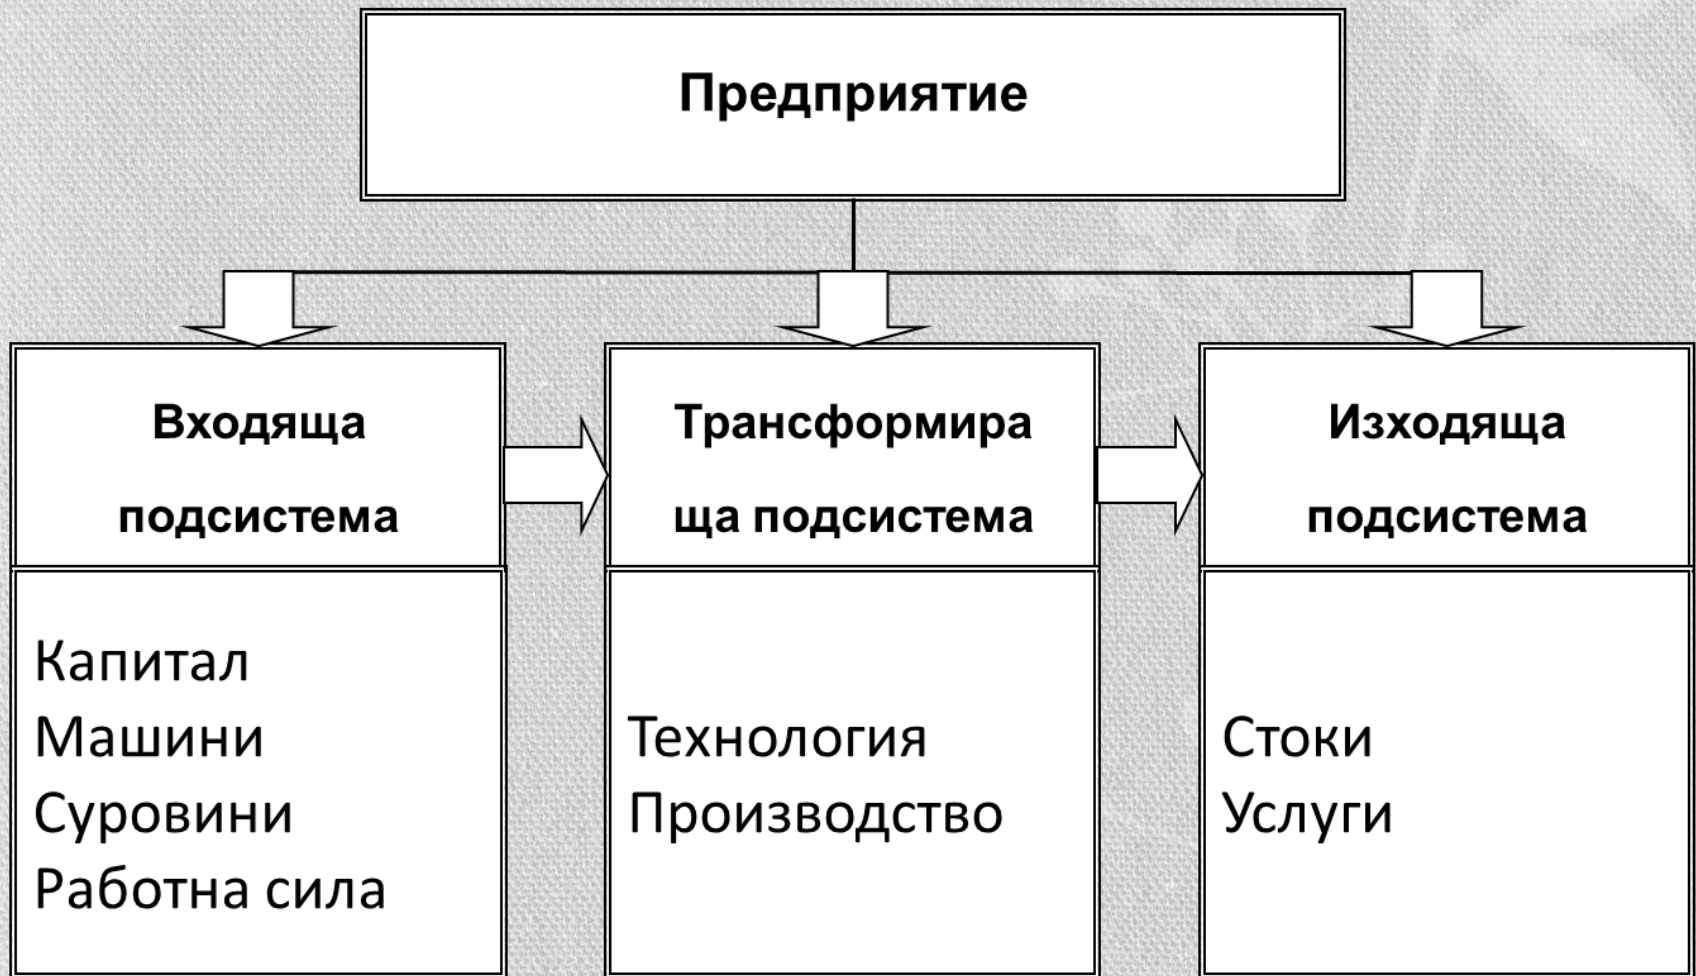 Предприятие
Входяща
подсистема
Трансформира
ща подсистема
Изходяща
подсистема
Капитал
Машини
Суровини
Работна сила
Технология
Производство
Стоки
Услуги